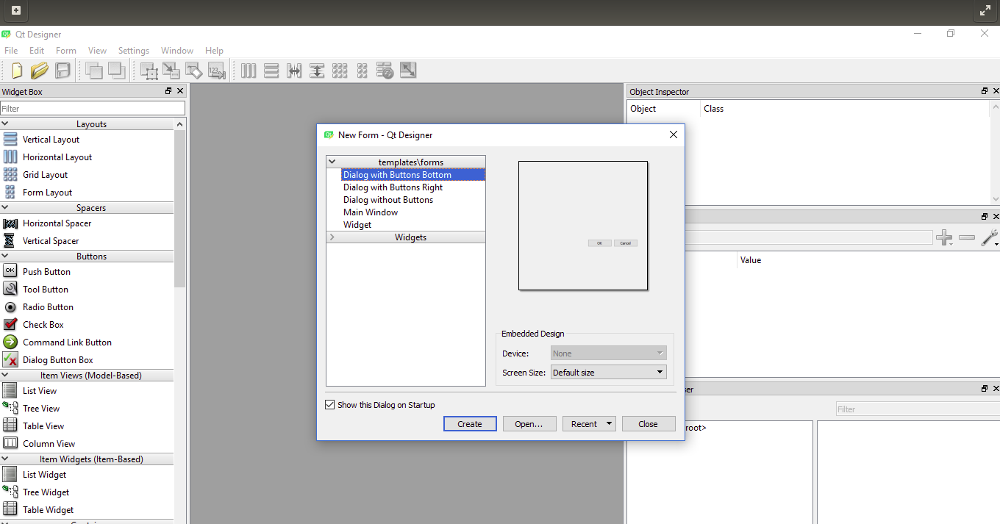 Qt Designer
File Edit Form View Settings Window Help
Widget Box
Filter
Layouts
Vertical Layout
Horizontal Layout
Grid Layout
Form Layout
Spacers
Horizontal Spacer
Vertical Spacer
Buttons
OK Push Button
Tool Button
Radio Button
Check Box
Command Link Button
Dialog Button Box
Item Views (Model-Based)
List View
Tree View
Table View
Column View
Item Widgets (Item-Based)
List Widget
Tree Widget
Table Widget
New Form - Qt Designer
templates\forms
Dialog with Buttons Bottom
Dialog with Buttons Right
Dialog without Buttons
Main Window
Widget
Widgets
OK Cancel
Embedded Design
Device: None
Screen Size: Default size
Show this Dialog on Startup
Create Open... Recent Close
Object Inspector
Object Class
Value
Filter
root>